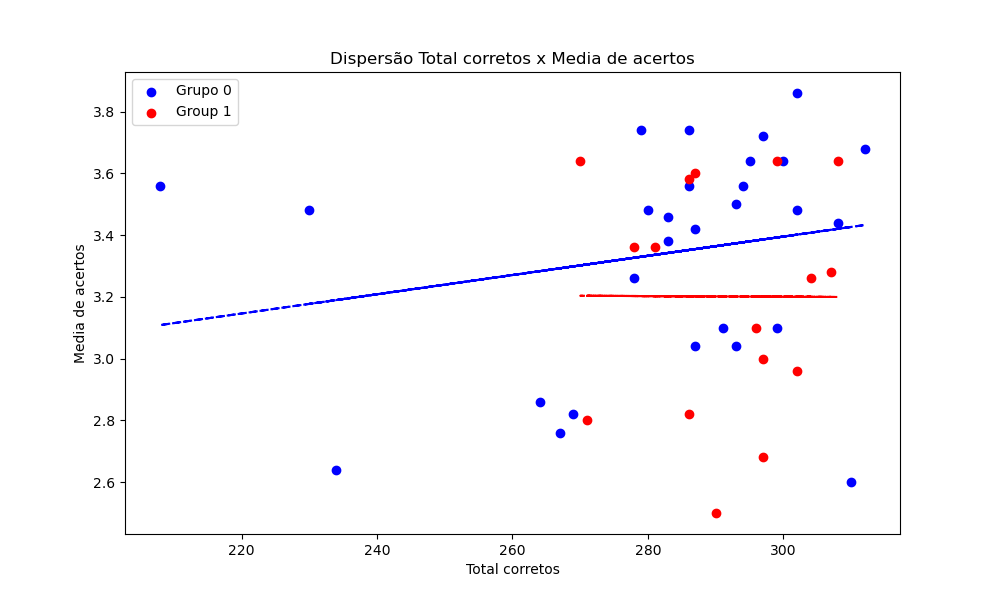 Dispersão Total corretos x Media de acertos
Grupo 0
Group 1
Media de acertos
3.8
3.6
3.4
3.2
3.0
2.8
2.6
220 240 260 280 300
Total corretos